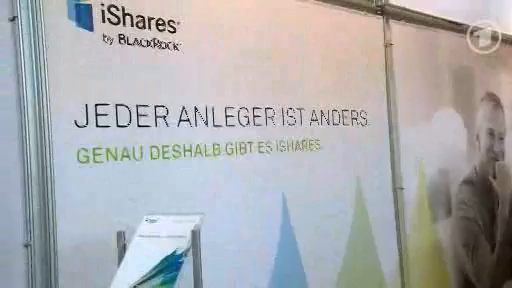 iShares®
by BLACKROCK®
JEDER ANLEGER IST ANDERS.
GENAU DESHALB GIBT ES ISHARES.